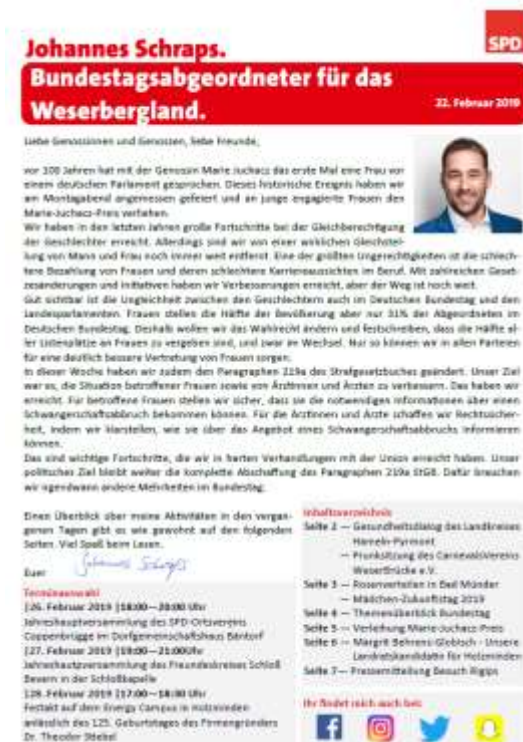 SPD
Johannes Schraps.
Bundestagsabgeordneter für das
Weserbergland.
22. Februar 2019
Liebe Genossinnen und Genossen, liebe Freunde,
vor 100 Jahren hat mit der Genossin Marie Juchacz das erste Mal eine Frau vor
einem deutschen Parlament gesprochen. Dieses historische Ereignis haben wir
am Montagabend angemessen gefeiert und an junge engagierte Frauen den
Marie-Juchacz-Preis verliehen.
Wir haben in den letzten Jahren große Fortschritte bei der Gleichberechtigung
der Geschlechter erreicht. Allerdings sind wir von einer wirklichen Gleichstel-
lung von Mann und Frau noch immer weit entfernt. Eine der größten Ungerechtigkeiten ist die schlech-
tere Bezahlung von Frauen und deren schlechtere Karriereaussichten im Beruf. Mit zahlreichen Geset-
zesänderungen und Initiativen haben wir Verbesserungen erreicht, aber der Weg ist noch weit.
Gut sichtbar ist die Ungleichheit zwischen den Geschlechtern auch im Deutschen Bundestag und den
Landesparlamenten. Frauen stellen die Hälfte der Bevölkerung aber nur 31% der Abgeordneten im
Deutschen Bundestag. Deshalb wollen wir das Wahlrecht ändern und festschreiben, dass die Hälfte al-
ler Listenplätze an Frauen zu vergeben sind, und zwar im Wechsel. Nur so können wir in allen Parteien
für eine deutlich bessere Vertretung von Frauen sorgen.
In dieser Woche haben wir zudem den Paragraphen 219a des Strafgesetzbuches geändert. Unser Ziel
war es, die Situation betroffener Frauen sowie von Ärztinnen und Ärzten zu verbessern. Das haben wir
erreicht. Für betroffene Frauen stellen wir sicher, dass sie die notwendigen Informationen über einen
Schwangerschaftsabbruch bekommen können. Für die Ärztinnen und Ärzte schaffen wir Rechtssicher-
heit, indem wir klarstellen, wie sie über das Angebot eines Schwangerschaftsabbruchs informieren
können.
Das sind wichtige Fortschritte, die wir in harten Verhandlungen mit der Union erreicht haben. Unser
politisches Ziel bleibt weiter die komplette Abschaffung des Paragraphen 219a StGB. Dafür brauchen
wir irgendwann andere Mehrheiten im Bundestag.
Einen Überblick über meine Aktivitäten in den vergan-
genen Tagen gibt es wie gewohnt auf den folgenden
Seiten. Viel Spaß beim Lesen.
Euer Johannes Schraps
Terminauswahl
|26. Februar 2019 |18:00—20:00 Uhr
Jahreshauptversammlung des SPD-Ortsvereins
Coppenbrügge im Dorfgemeinschaftshaus Bäntorf
|27. Februar 2019 |19:00—21:00Uhr
Jahreshauptversammlung des Freundeskreises Schloß
Bevern in der Schloßkapelle
|28. Februar 2019 |17:00—18:30 Uhr
Festakt auf dem Energy Campus in Holzminden
anlässlich des 125. Geburtstages des Firmengründers
Dr. Theodor Stiebel
Inhaltsverzeichnis
Seite 2 — Gesundheitsdialog des Landkreises
Hameln-Pyrmont
— Prunksitzung des CarnevalsVereins
WeserBrücke e.V.
Seite 3 — Rosenverteilen in Bad Münder
— Mädchen-Zukunftstag 2019
Seite 4 — Themenüberblick Bundestag
Seite 5 — Verleihung Marie-Juchacz-Preis
Seite 6 — Margrit Behrens-Globisch - Unsere
Landratskandidatin für Holzminden
Seite 7— Pressemitteilung Besuch Rigips
Ihr findet mich auch bei: